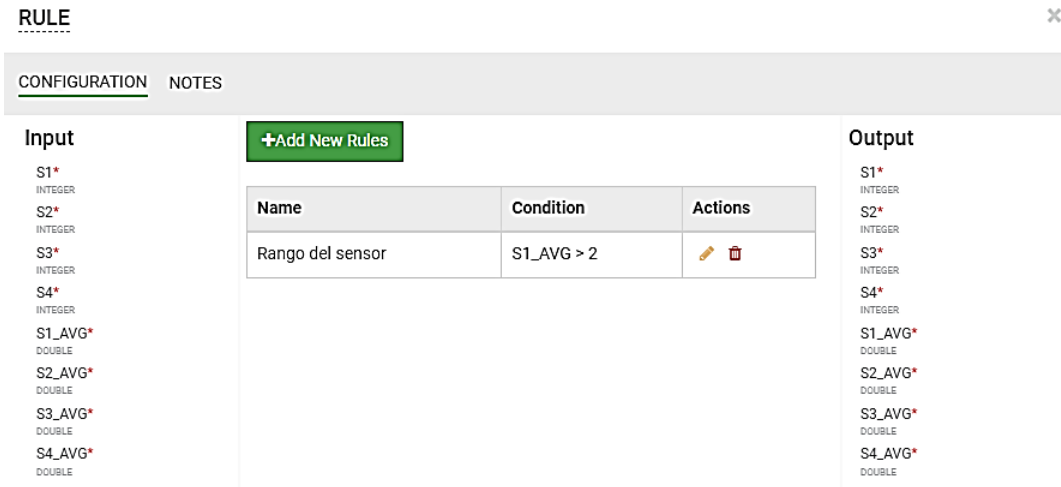 RULE
×
CONFIGURATION NOTES
Input
S1*
INTEGER
S2*
INTEGER
S3*
INTEGER
S4*
INTEGER
S1_AVG*
DOUBLE
S2_AVG*
DOUBLE
S3_AVG*
DOUBLE
S4_AVG*
DOUBLE
+Add New Rules
Name Condition Actions
Rango del sensor S1_AVG > 2
Output
S1*
INTEGER
S2*
INTEGER
S3*
INTEGER
S4*
INTEGER
S1_AVG*
DOUBLE
S2_AVG*
DOUBLE
S3_AVG*
DOUBLE
S4_AVG*
DOUBLE